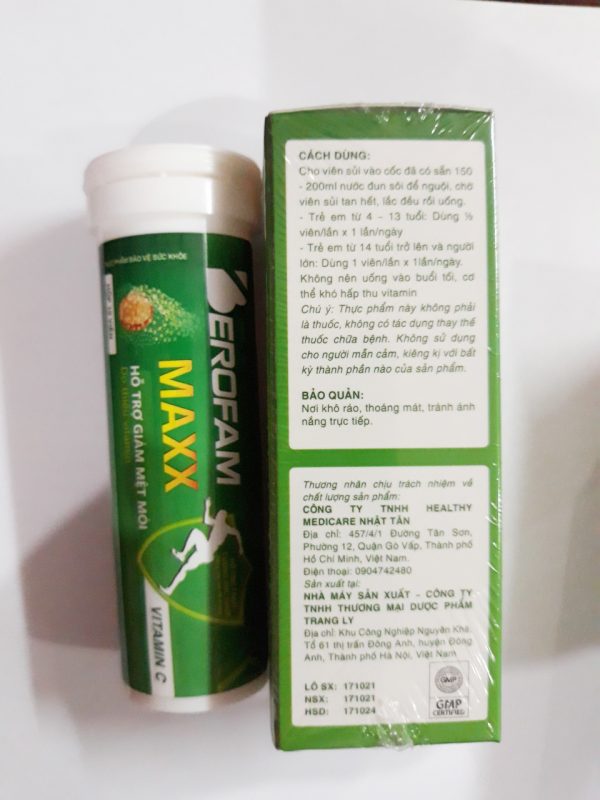 BẢO VỆ SỨC KHỎE
BEROFAM
MAXX
HỖ TRỢ GIẢM MỆT MỎI
VITAMIN C
CÁCH DÙNG:
Cho viên sủi vào cốc đã có sẵn 150
- 200ml nước đun sôi để nguội, chờ
viên sủi tan hết, lắc đều rồi uống.
- Trẻ em từ 4 - 13 tuổi: Dùng ½
viên/lần x 1 lần/ngày
- Trẻ em từ 14 tuổi trở lên và người
lớn: Dùng 1 viên/lần x 1lần/ngày.
Không nên uống vào buổi tối, cơ
thể khó hấp thu vitamin
Chú ý: Thực phẩm này không phải
là thuốc, không có tác dụng thay thế
thuốc chữa bệnh. Không sử dụng
cho người mẫn cảm, kiêng kị với bất
kỳ thành phần nào của sản phẩm.
BẢO QUẢN:
Nơi khô ráo, thoáng mát, tránh ánh
nắng trực tiếp.
Thương nhân chịu trách nhiệm về
chất lượng sản phẩm:
CÔNG TY TNHH HEALTHY
MEDICARE NHẬT TÂN
Địa chỉ: 457/4/1 Đường Tân Sơn,
Phường 12, Quận Gò Vấp, Thành phố
Hồ Chí Minh, Việt Nam.
Điện thoại: 0904742480
Sản xuất tại:
NHÀ MÁY SẢN XUẤT - CÔNG TY
TNHH THƯƠNG MẠI DƯỢC PHẨM
TRANG LY
Địa chỉ: Khu Công Nghiệp Nguyên Khê,
Tổ 61 thị trấn Đông Anh, huyện Đông
Anh, Thành phố Hà Nội, Việt Nam
LÔ SX: 171021
NSX: 171021
HSD: 171024
GMP
GMP
CERTIFIED